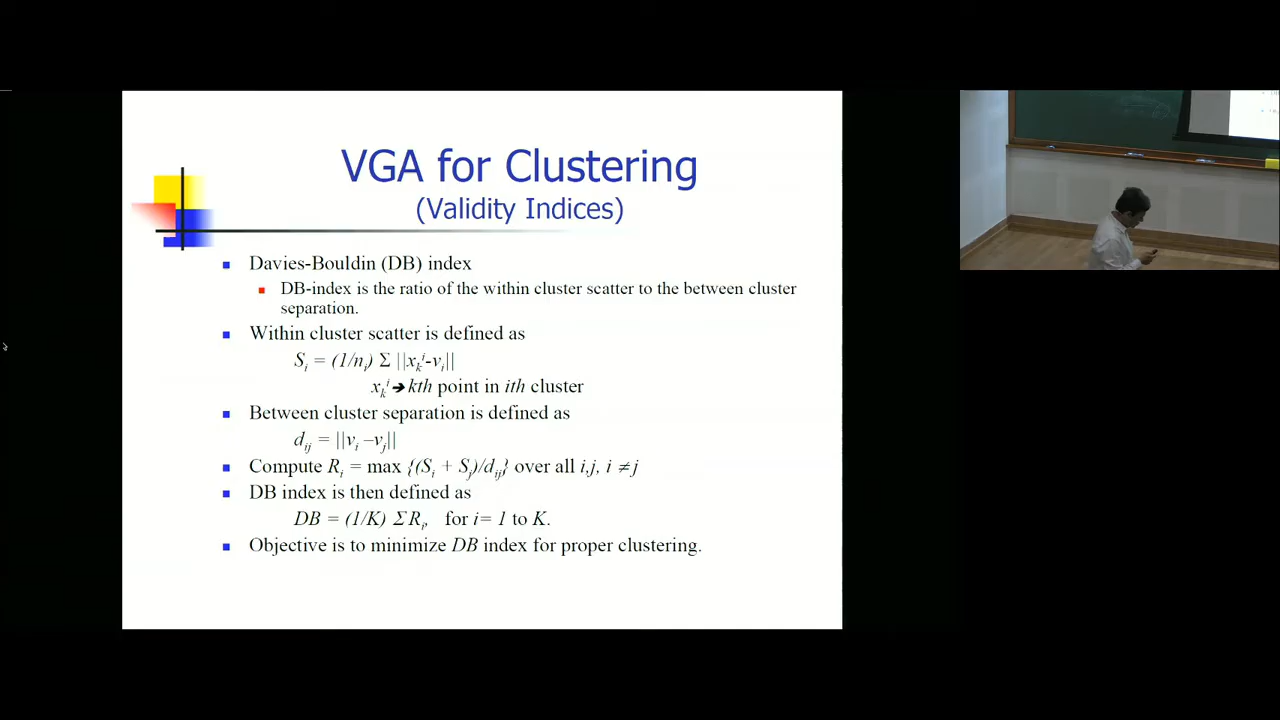 VGA for Clustering
(Validity Indices)
Davies-Bouldin (DB) index
DB-index is the ratio of the within cluster scatter to the between cluster
separation.
Within cluster scatter is defined as
Sᵢ = (1/nᵢ) Σ ||xₖⁱ-vᵢ||
xₖⁱ➔kth point in ith cluster
Between cluster separation is defined as
dᵢⱼ = ||vᵢ –vⱼ||
Compute Rᵢ = max {(Sᵢ + Sⱼ)/dᵢⱼ} over all i,j, i ≠ j
DB index is then defined as
DB = (1/K) ΣRᵢ, for i= 1 to K.
Objective is to minimize DB index for proper clustering.